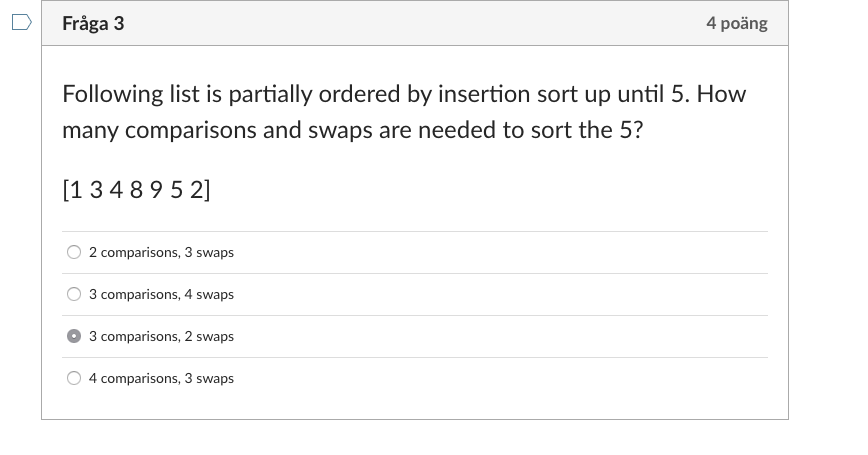 Fråga 3
4 poäng
Following list is partially ordered by insertion sort up until 5. How
many comparisons and swaps are needed to sort the 5?
[1 3 4 8 9 5 2]
2 comparisons, 3 swaps
3 comparisons, 4 swaps
3 comparisons, 2 swaps
4 comparisons, 3 swaps